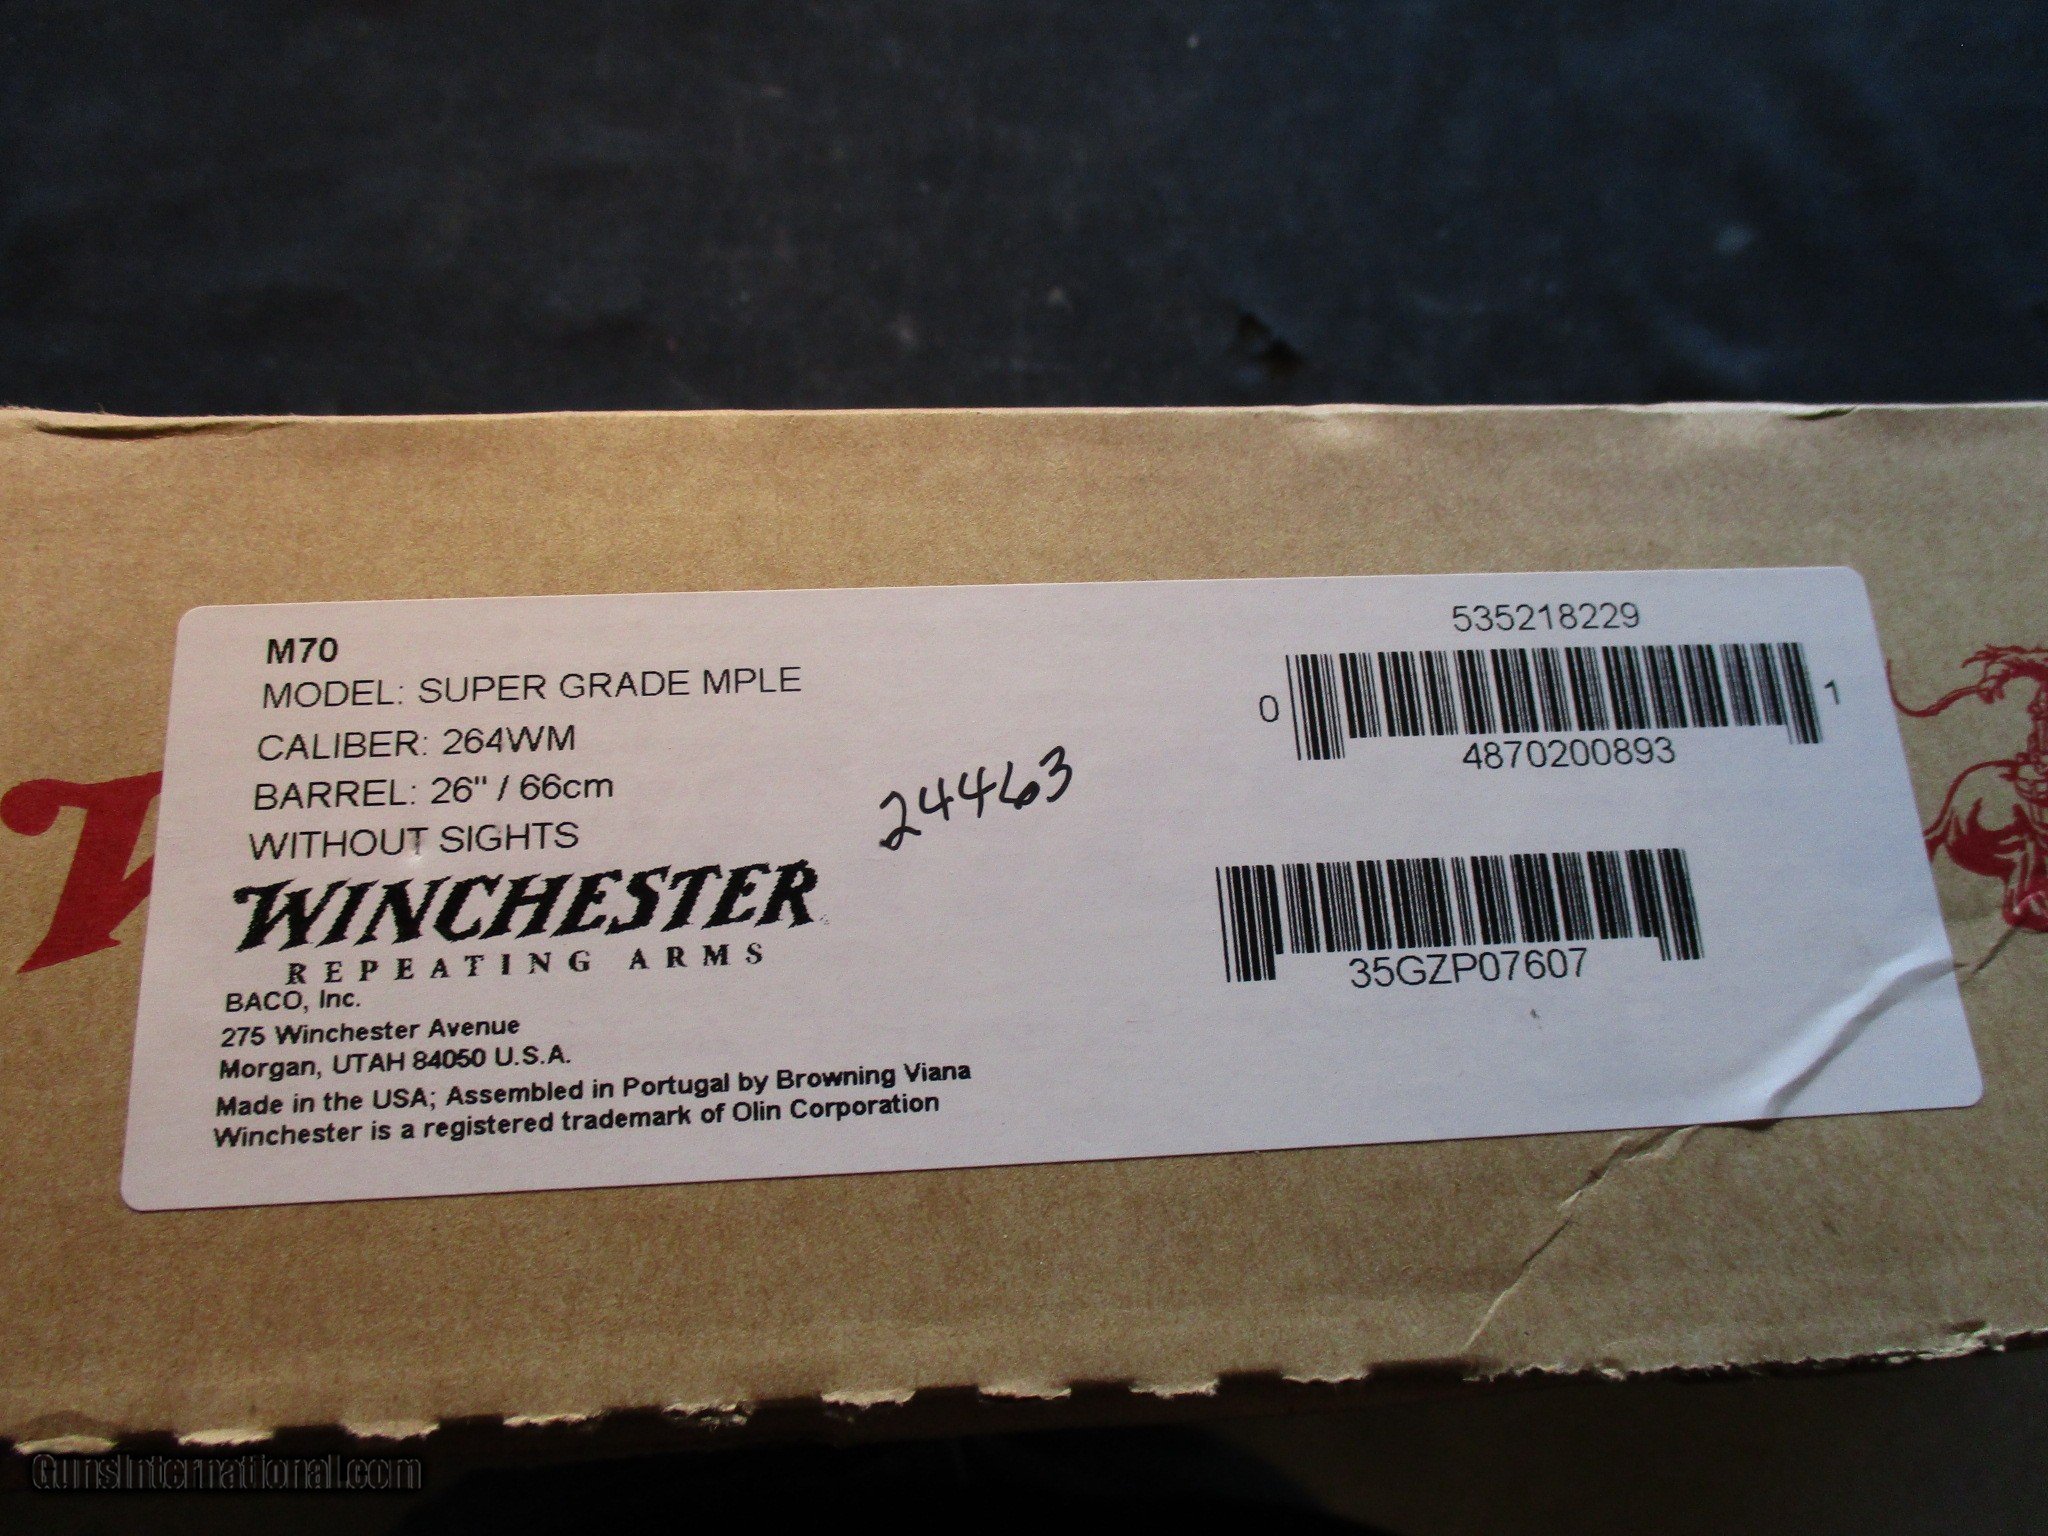 M70
MODEL: SUPER GRADE MPLE
CALIBER: 264WM
BARREL: 26" / 66cm
WITHOUT SIGHTS
WINCHESTER
REPEATING ARMS
BACO, Inc.
275 Winchester Avenue
Morgan, UTAH 84050 U.S.A.
Made in the USA; Assembled in Portugal by Browning Viana
Winchester is a registered trademark of Olin Corporation
24463
535218229
0 1
4870200893
35GZP07607
W
GunsInternational.com